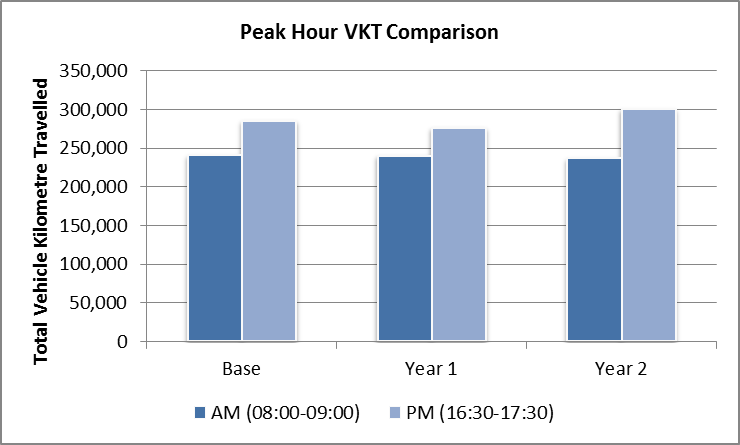 Peak Hour VKT Comparison
Total Vehicle Kilometre Travelled
350,000
300,000
250,000
200,000
150,000
100,000
50,000
0
Base Year 1 Year 2
AM (08:00-09:00) PM (16:30-17:30)